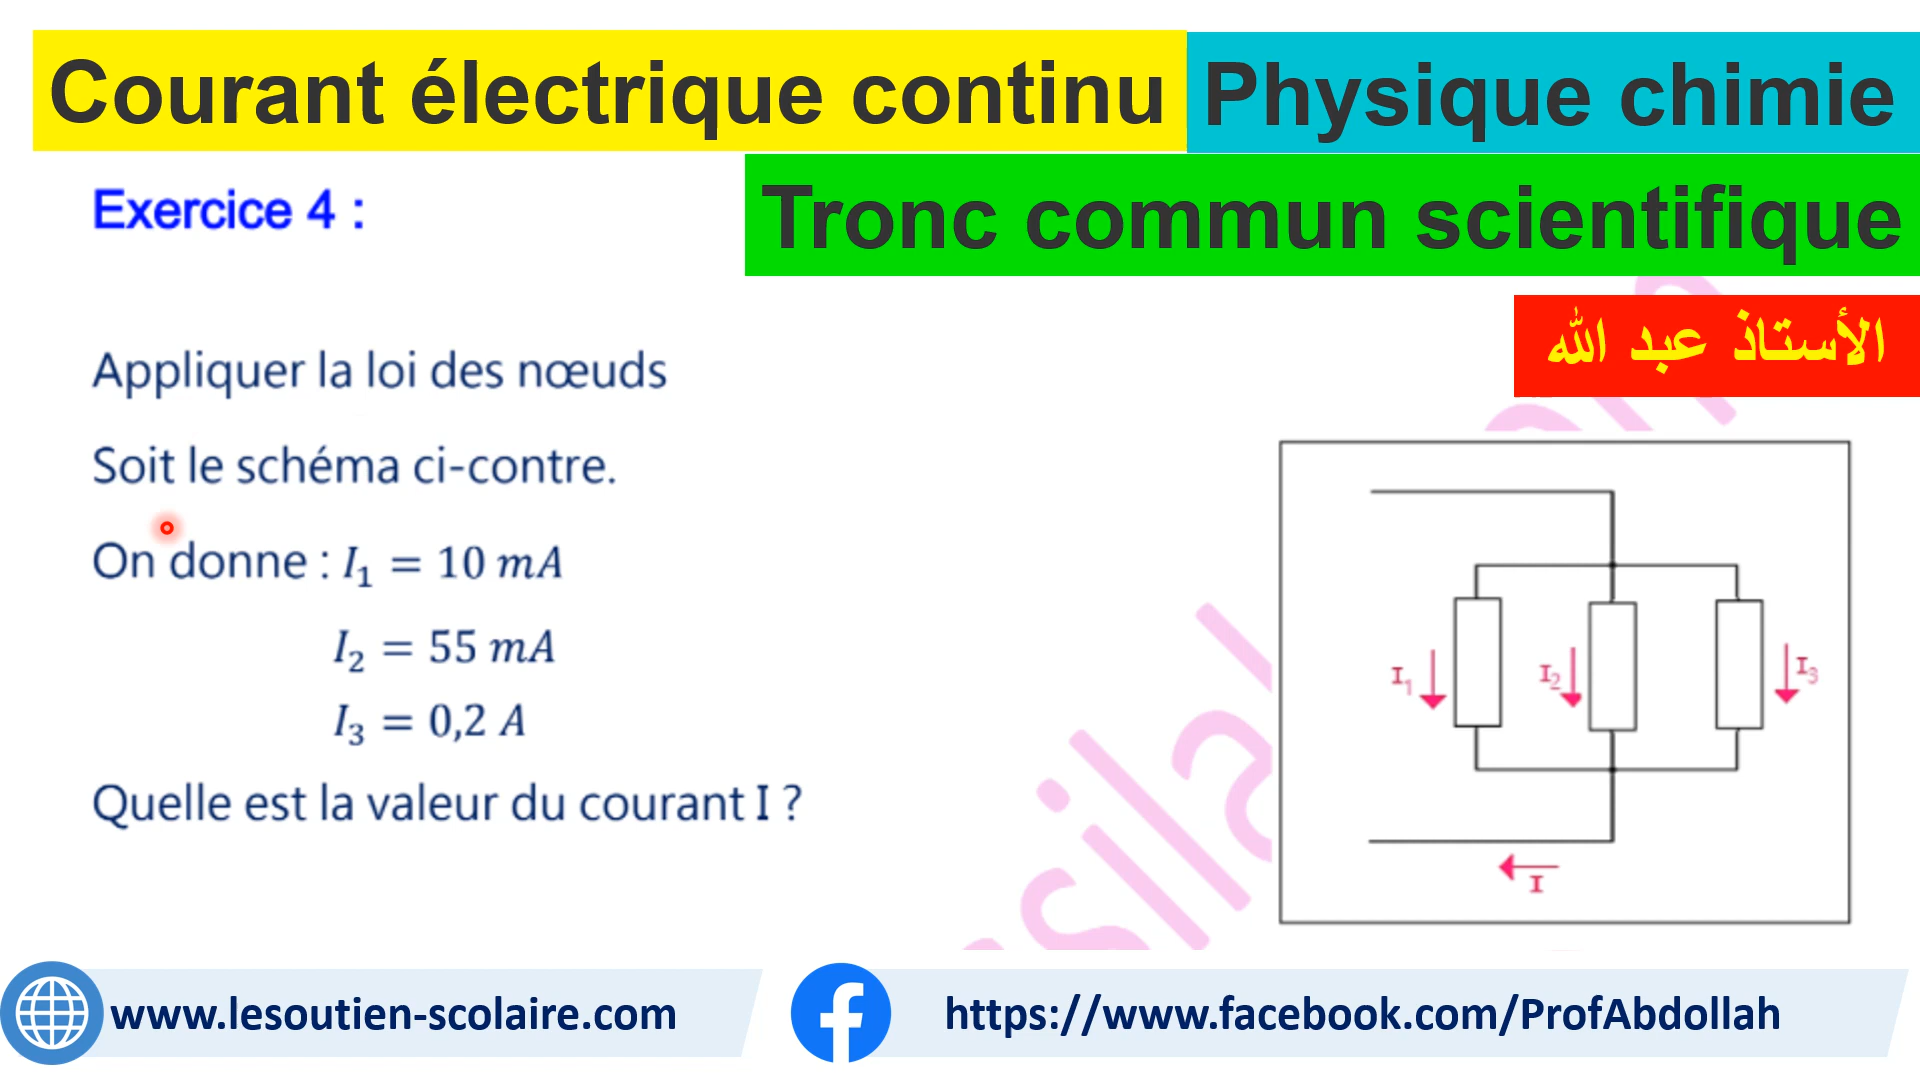 Courant électrique continu
Physique chimie
Tronc commun scientifique
Exercice 4 :
الأستاذ عبد الله
Appliquer la loi des nœuds
Soit le schéma ci-contre.
On donne : I₁ = 10 mA
I₂ = 55 mA
I₃ = 0,2 A
Quelle est la valeur du courant I ?
I₁
I₂
I₃
I
www.lesoutien-scolaire.com
https://www.facebook.com/ProfAbdollah